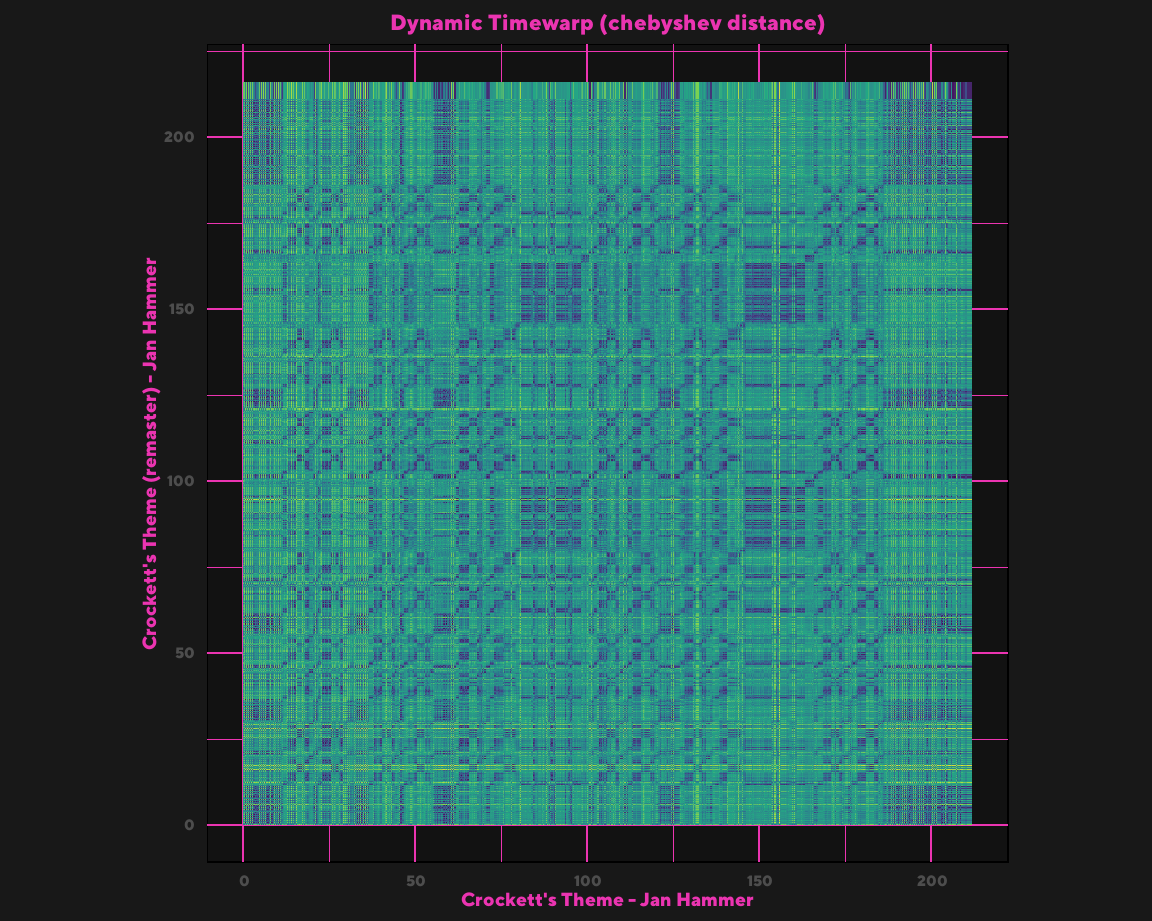 Dynamic Timewarp (chebyshev distance)
Crockett's Theme (remaster) - Jan Hammer
200
150
100
50
0
0 50 100 150 200
Crockett's Theme - Jan Hammer